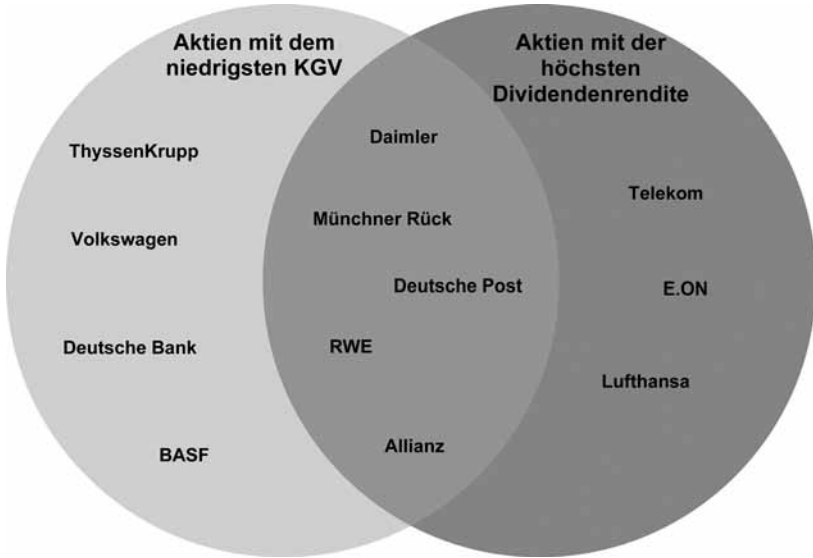 Aktien mit dem
niedrigsten KGV
Aktien mit der
höchsten
Dividendenrendite
ThyssenKrupp
Volkswagen
Deutsche Bank
BASF
Daimler
Münchner Rück
Deutsche Post
RWE
Allianz
Telekom
E.ON
Lufthansa